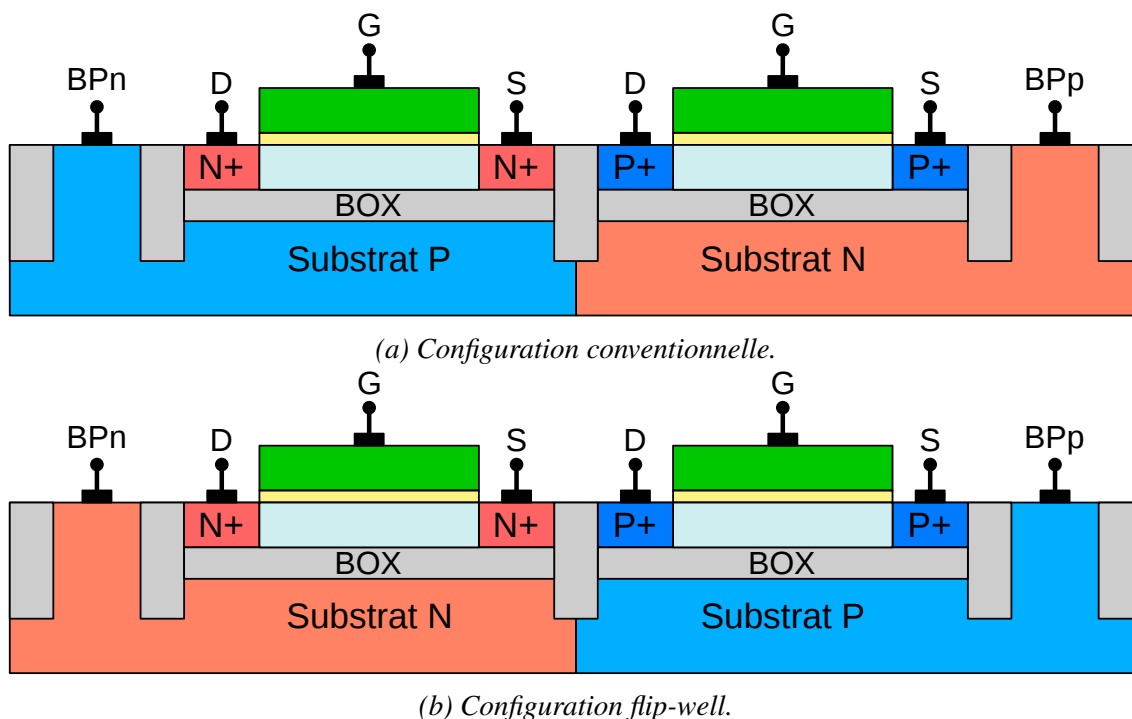 G G
BPn D S D S BPp
N+ N+ P+ P+
BOX BOX
Substrat P Substrat N
(a) Configuration conventionnelle.
G G
BPn D S D S BPp
N+ N+ P+ P+
BOX BOX
Substrat N Substrat P
(b) Configuration flip-well.